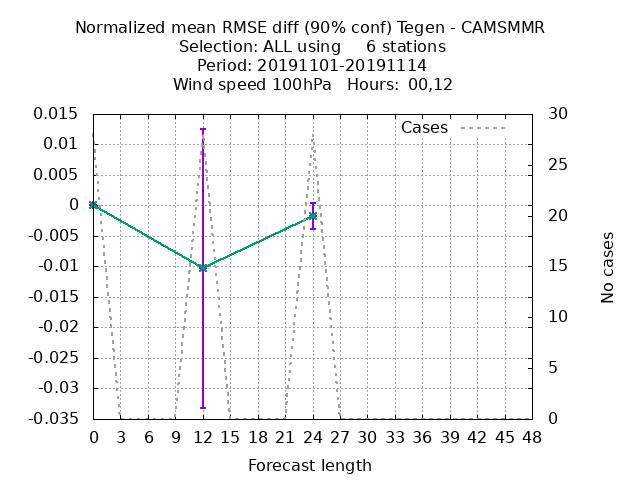 Normalized mean RMSE diff (90% conf) Tegen - CAMSMMR
Selection: ALL using     6 stations
Period: 20191101-20191114
Wind speed 100hPa   Hours:  00,12
Cases
0.015
0.01
0.005
0
-0.005
-0.01
-0.015
-0.02
-0.025
-0.03
-0.035
30
25
20
15
10
5
0
No cases
0 3 6 9 12 15 18 21 24 27 30 33 36 39 42 45 48
Forecast length